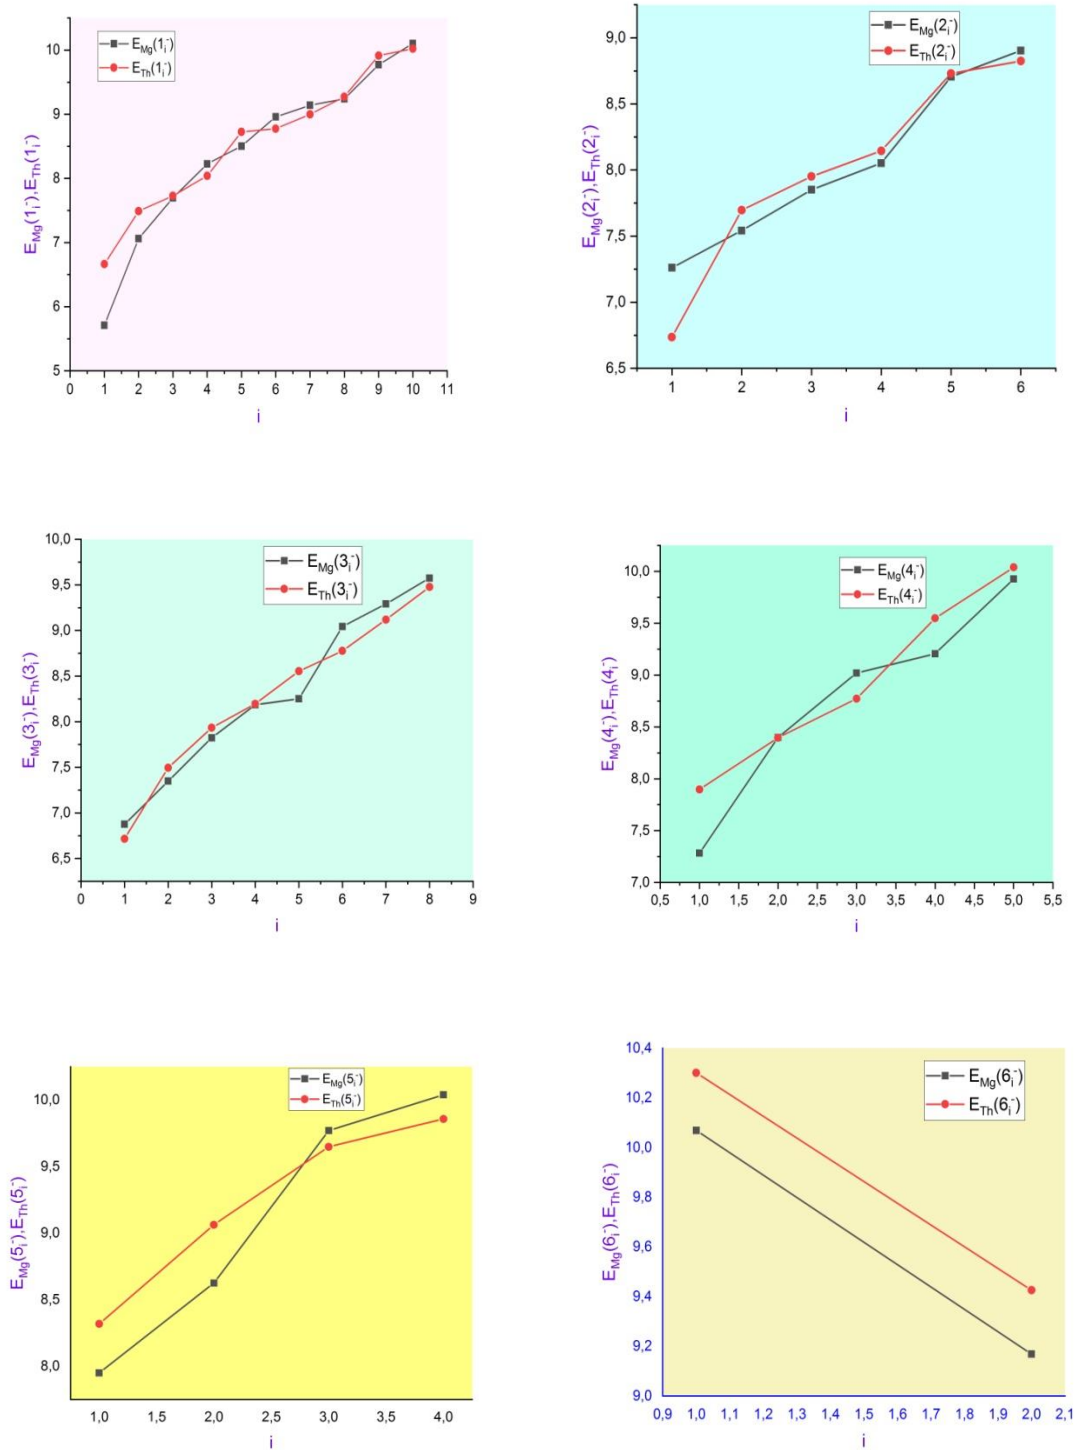 E_Mg(1_i^-)
E_Th(1_i^-)
E_Mg(1_i^-),E_Th(1_i^-)
10
9
8
7
6
5
0 1 2 3 4 5 6 7 8 9 10 11
i
E_Mg(2_i^-)
E_Th(2_i^-)
E_Mg(2_i^-),E_Th(2_i^-)
9,0
8,5
8,0
7,5
7,0
6,5
1 2 3 4 5 6
i
E_Mg(3_i^-)
E_Th(3_i^-)
E_Mg(3_i^-),E_Th(3_i^-)
10,0
9,5
9,0
8,5
8,0
7,5
7,0
6,5
0 1 2 3 4 5 6 7 8 9
i
E_Mg(4_i^-)
E_Th(4_i^-)
E_Mg(4_i^-),E_Th(4_i^-)
10,0
9,5
9,0
8,5
8,0
7,5
7,0
0,5 1,0 1,5 2,0 2,5 3,0 3,5 4,0 4,5 5,0 5,5
i
E_Mg(5_i^-)
E_Th(5_i^-)
E_Mg(5_i^-),E_Th(5_i^-)
10,0
9,5
9,0
8,5
8,0
1,0 1,5 2,0 2,5 3,0 3,5 4,0
i
E_Mg(6_i^-)
E_Th(6_i^-)
E_Mg(6_i^-),E_Th(6_i^-)
10,4
10,2
10,0
9,8
9,6
9,4
9,2
9,0
0,9 1,0 1,1 1,2 1,3 1,4 1,5 1,6 1,7 1,8 1,9 2,0 2,1
i